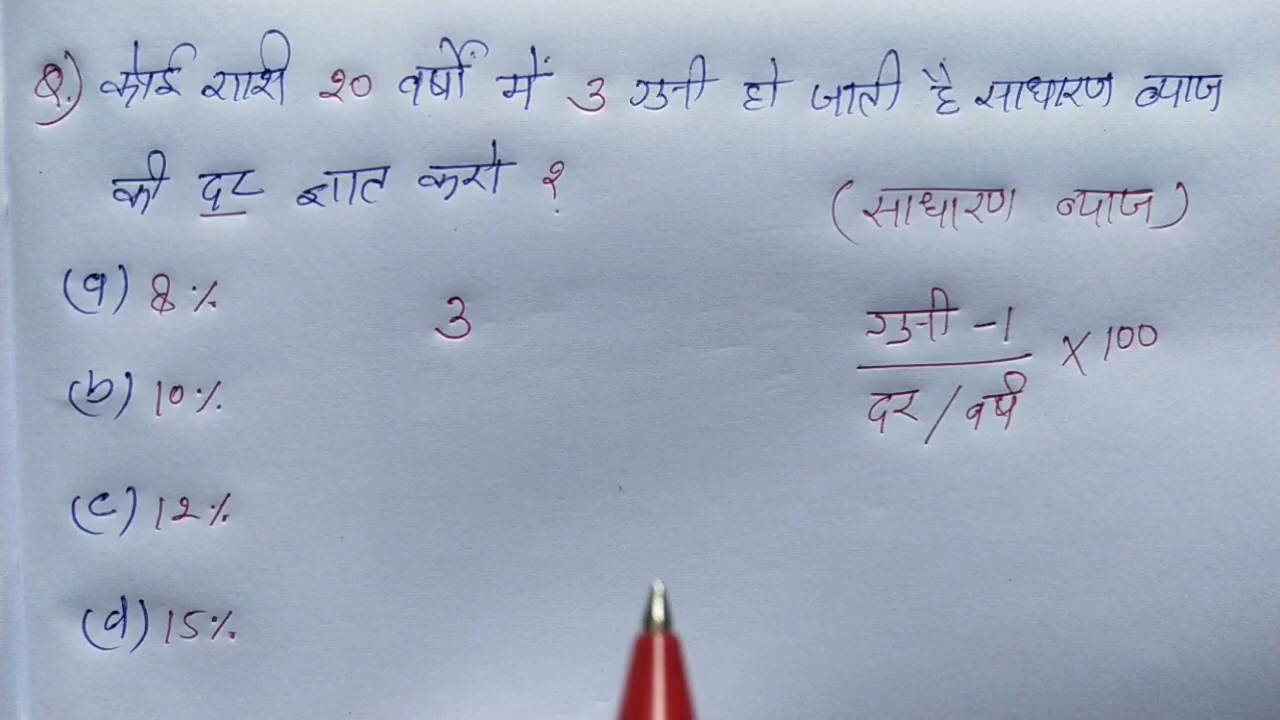 Q.) कोई राशी 20 वर्षों में 3 गुनी हो जाती है साधारण ब्याज
की दर ज्ञात करो ?
(साधारण ब्याज)
(a) 8%
3
गुनी -1
दर / वर्ष
× 100
(b) 10%
(c) 12%
(d) 15%